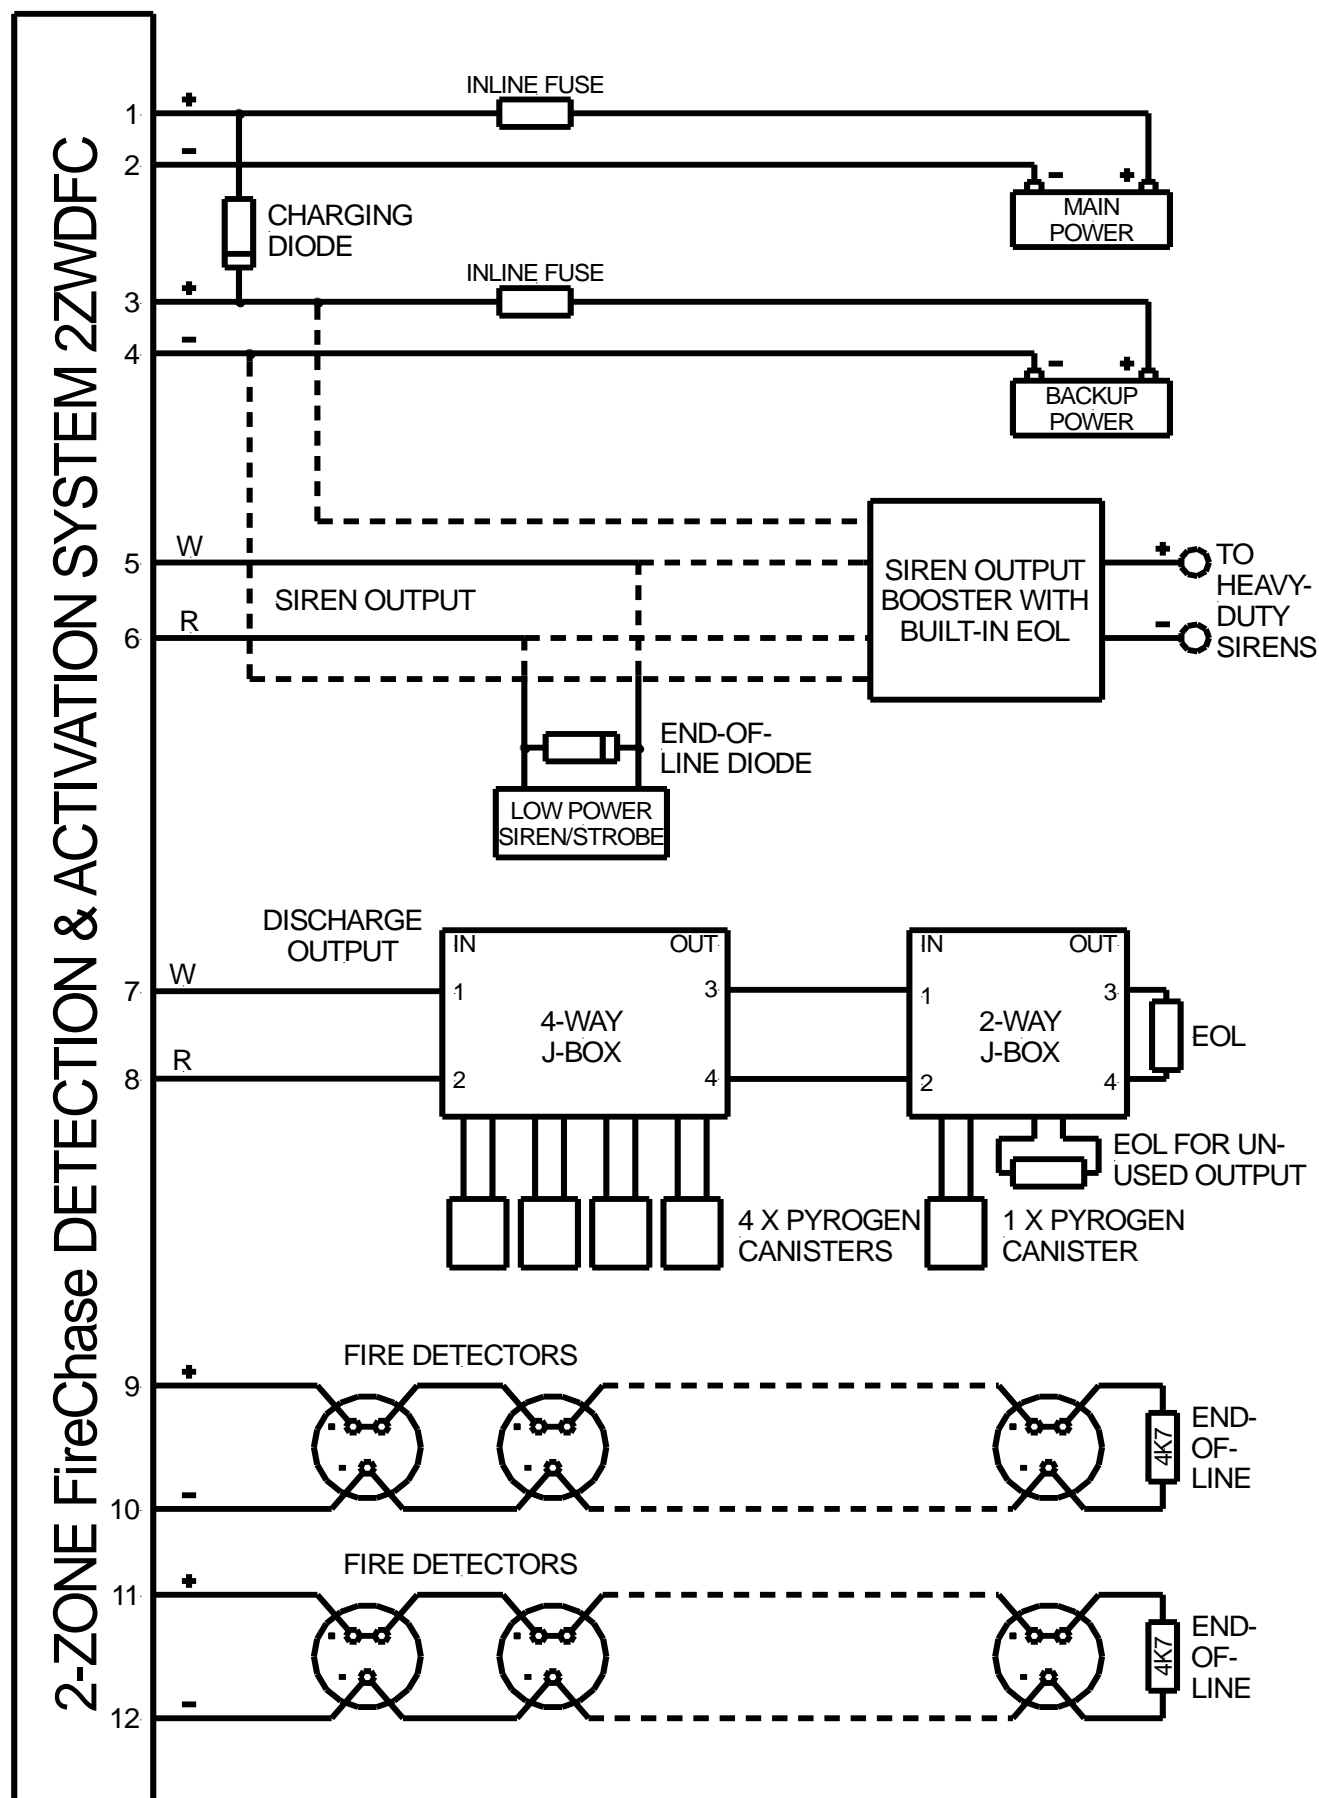 2-ZONE FireChase DETECTION & ACTIVATION SYSTEM 2ZWDFC
INLINE FUSE
1
+
2
-
- +
MAIN
POWER
CHARGING
DIODE
INLINE FUSE
3
+
4
-
- +
BACKUP
POWER
5
W
SIREN OUTPUT
6
R
SIREN OUTPUT
BOOSTER WITH
BUILT-IN EOL
+
-
TO
HEAVY-
DUTY
SIRENS
END-OF-
LINE DIODE
LOW POWER
SIREN/STROBE
DISCHARGE
OUTPUT
7
W
8
R
IN OUT
1 3
4-WAY
J-BOX
2 4
IN OUT
1 3
2-WAY
J-BOX
2 4
EOL
EOL FOR UN-
USED OUTPUT
4 X PYROGEN
CANISTERS
1 X PYROGEN
CANISTER
FIRE DETECTORS
9
+
10
-
4K7
END-
OF-
LINE
FIRE DETECTORS
11
+
12
-
4K7
END-
OF-
LINE